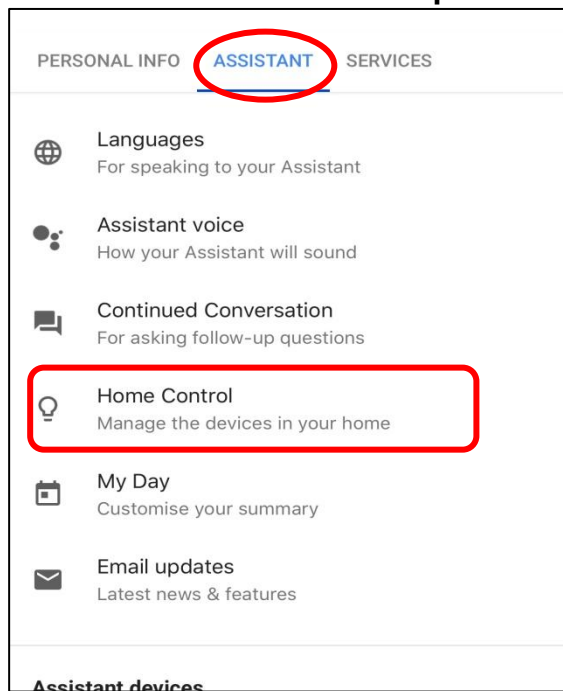 PERSONAL INFO ASSISTANT SERVICES
Languages
For speaking to your Assistant
Assistant voice
How your Assistant will sound
Continued Conversation
For asking follow-up questions
Home Control
Manage the devices in your home
My Day
Customise your summary
Email updates
Latest news & features
Assistant devices